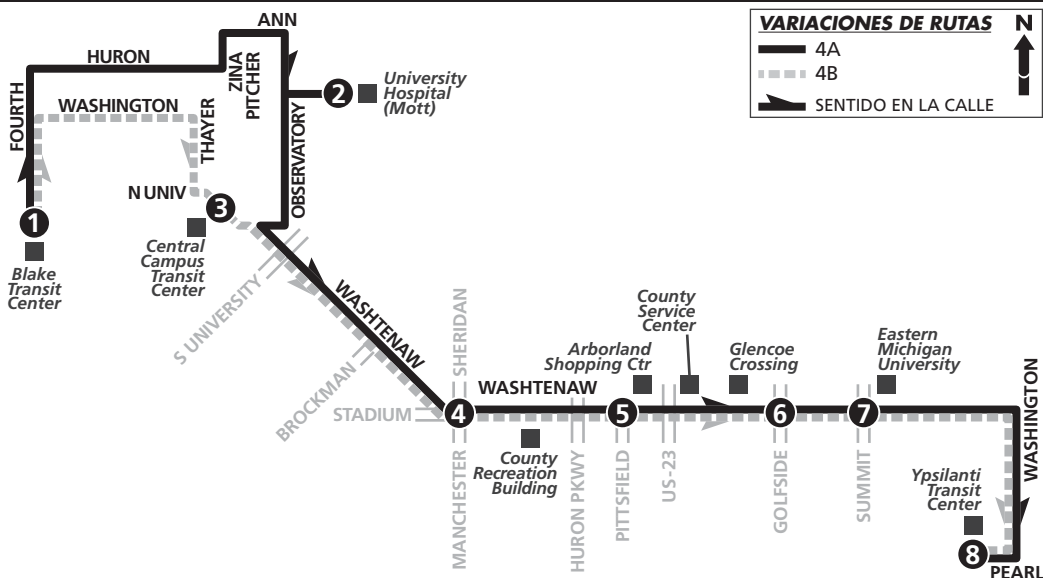 VARIACIONES DE RUTAS
4A
4B
SENTIDO EN LA CALLE
N
ANN
HURON
ZINA
PITCHER
2
University
Hospital
(Mott)
WASHINGTON
FOURTH
THAYER
OBSERVATORY
N UNIV
3
1
Blake
Transit
Center
Central
Campus
Transit
Center
S UNIVERSITY
WASHTENAW
BROCKMAN
SHERIDAN
STADIUM
4
MANCHESTER
WASHTENAW
County
Recreation
Building
HURON PKWY
Arborland
Shopping Ctr
5
PITTSFIELD
County
Service
Center
US-23
Glencoe
Crossing
6
GOLFSIDE
7
SUMMIT
Eastern
Michigan
University
WASHINGTON
Ypsilanti
Transit
Center
8
PEARL